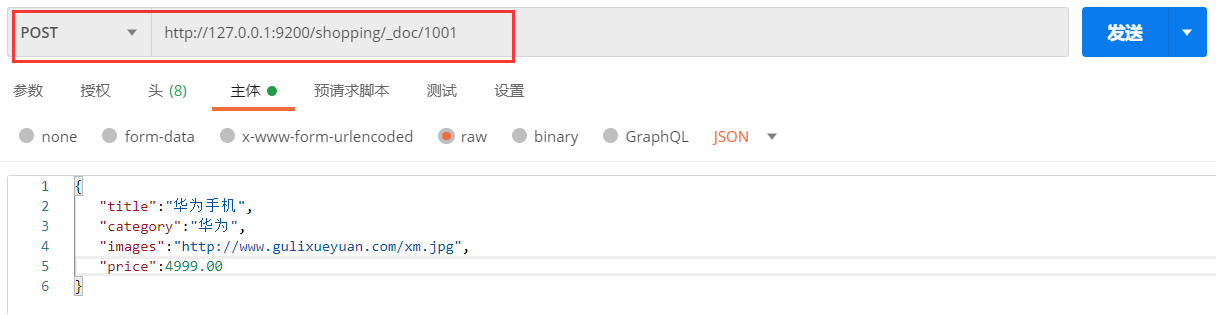 POST http://127.0.0.1:9200/shopping/_doc/1001 发送
参数 授权 头 (8) 主体 预请求脚本 测试 设置
none form-data x-www-form-urlencoded raw binary GraphQL JSON
1 {
2 "title":"华为手机",
3 "category":"华为",
4 "images":"http://www.gulixueyuan.com/xm.jpg",
5 "price":4999.00
6 }